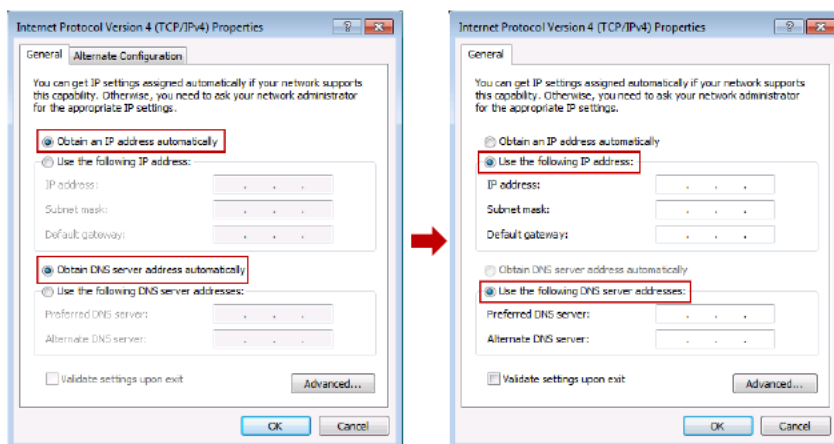 Internet Protocol Version 4 (TCP/IPv4) Properties
General
Alternate Configuration
You can get IP settings assigned automatically if your network supports
this capability. Otherwise, you need to ask your network administrator
for the appropriate IP settings.
Obtain an IP address automatically
Use the following IP address:
IP address:
Subnet mask:
Default gateway:
Obtain DNS server address automatically
Use the following DNS server addresses:
Preferred DNS server:
Alternate DNS server:
Validate settings upon exit
Advanced...
OK
Cancel
Internet Protocol Version 4 (TCP/IPv4) Properties
General
You can get IP settings assigned automatically if your network supports
this capability. Otherwise, you need to ask your network administrator
for the appropriate IP settings.
Obtain an IP address automatically
Use the following IP address:
IP address:
Subnet mask:
Default gateway:
Obtain DNS server address automatically
Use the following DNS server addresses:
Preferred DNS server:
Alternate DNS server:
Validate settings upon exit
Advanced...
OK
Cancel